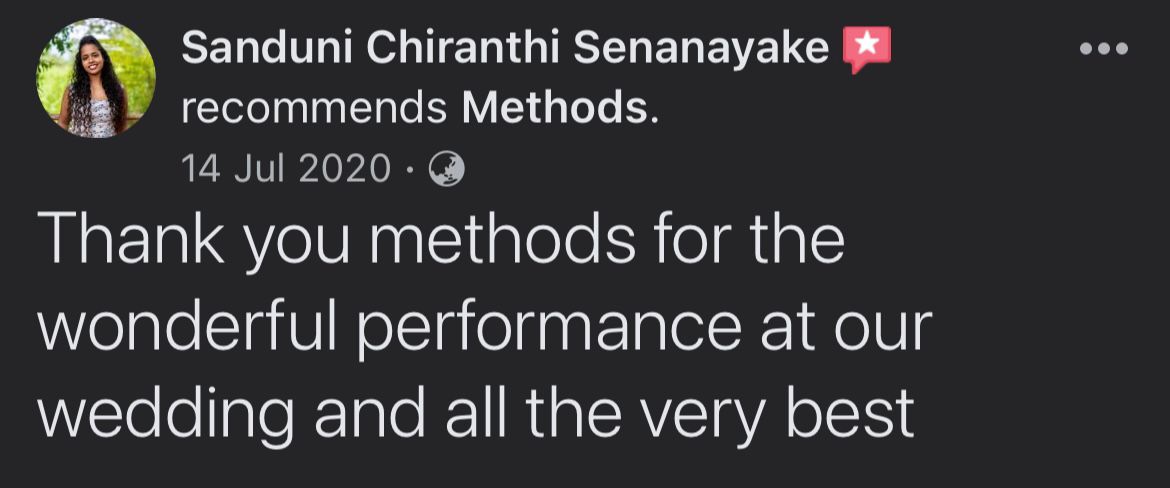 Sanduni Chiranthi Senanayake
recommends Methods.
14 Jul 2020 ·
Thank you methods for the
wonderful performance at our
wedding and all the very best